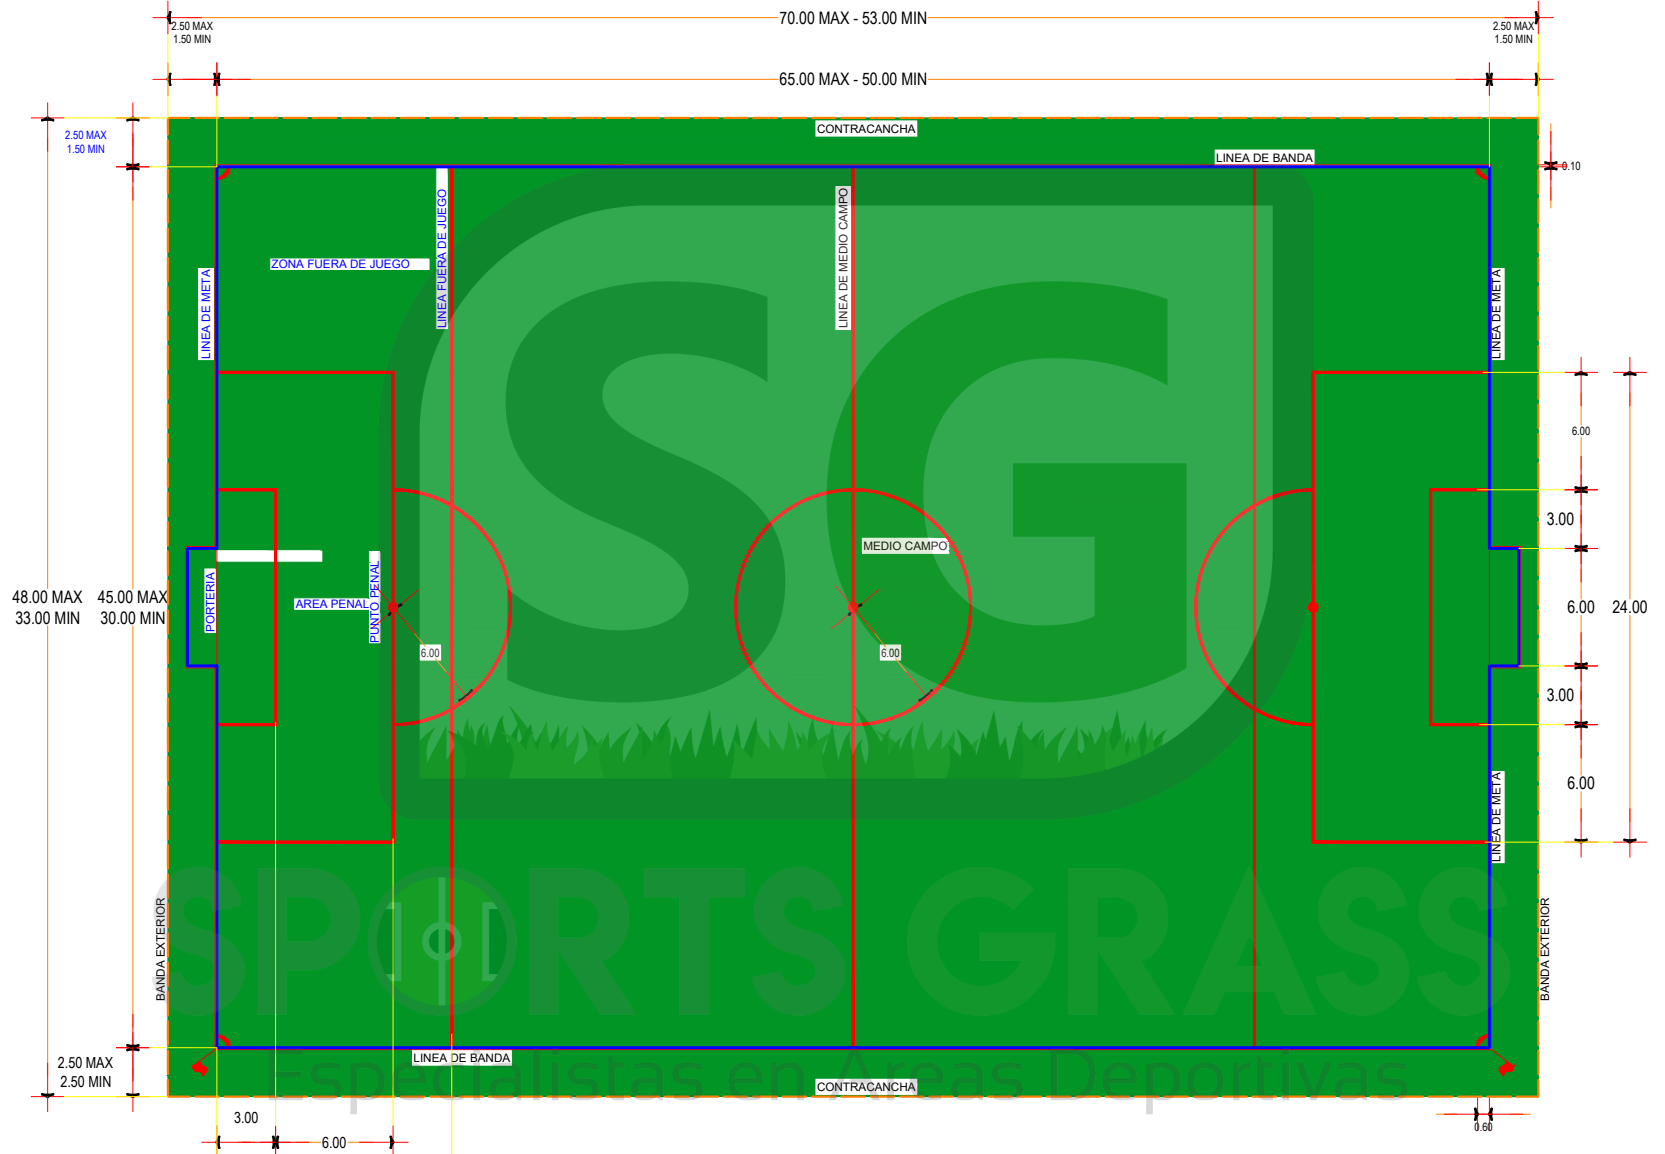 70.00 MAX - 53.00 MIN
2.50 MAX
1.50 MIN
2.50 MAX
1.50 MIN
65.00 MAX - 50.00 MIN
2.50 MAX
1.50 MIN
CONTRACANCHA
LINEA DE BANDA
0.10
LINEA FUERA DE JUEGO
LINEA DE MEDIO CAMPO
ZONA FUERA DE JUEGO
LINEA DE META
LINEA DE META
SG
6.00
3.00
MEDIO CAMPO
48.00 MAX
33.00 MIN
45.00 MAX
30.00 MIN
PORTERIA
AREA PENAL
PUNTO PENAL
6.00
6.00
6.00
24.00
3.00
6.00
LINEA DE META
SPORTS GRASS
BANDA EXTERIOR
BANDA EXTERIOR
LINEA DE BANDA
2.50 MAX
2.50 MIN
Especialistas en Areas Deportivas
CONTRACANCHA
3.00
6.00
0.60